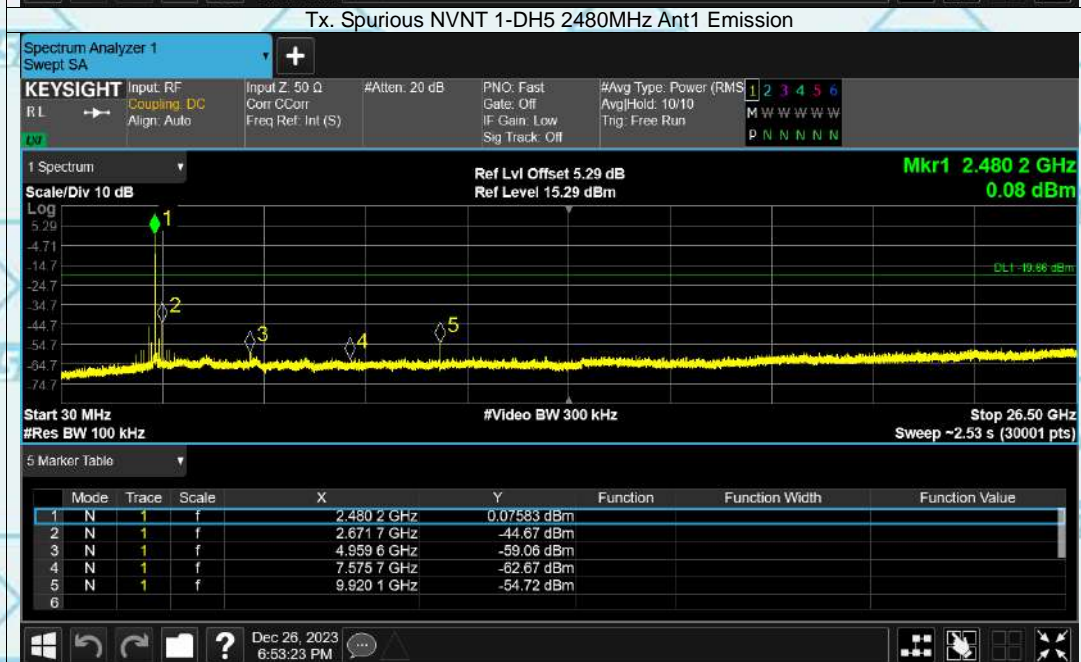 Tx. Spurious NVNT 1-DH5 2480MHz Ant1 Emission
Spectrum Analyzer 1
Swept SA
+
KEYSIGHT Input: RF Input Z: 50 Ω #Atten: 20 dB PNO: Fast #Avg Type: Power (RMS 1 2 3 4 5 6
RL Coupling: DC Corr CCorr Gate: Off Avg|Hold: 10/10 M W W W W W
Align: Auto Freq Ref: Int (S) IF Gain: Low Trig: Free Run
LXI Sig Track: Off P N N N N N
1 Spectrum Ref Lvl Offset 5.29 dB Mkr1 2.480 2 GHz
Scale/Div 10 dB Ref Level 15.29 dBm 0.08 dBm
Log
5.29 1
-4.71
-14.7 DL1 -19.66 dBm
-24.7
-34.7 2
-44.7 5
-54.7 3 4
-64.7
-74.7
Start 30 MHz #Video BW 300 kHz Stop 26.50 GHz
#Res BW 100 kHz Sweep ~2.53 s (30001 pts)
5 Marker Table
Mode Trace Scale X Y Function Function Width Function Value
1 N 1 f 2.480 2 GHz 0.07583 dBm
2 N 1 f 2.671 7 GHz -44.67 dBm
3 N 1 f 4.959 6 GHz -59.06 dBm
4 N 1 f 7.575 7 GHz -62.67 dBm
5 N 1 f 9.920 1 GHz -54.72 dBm
6
? Dec 26, 2023
6:53:23 PM